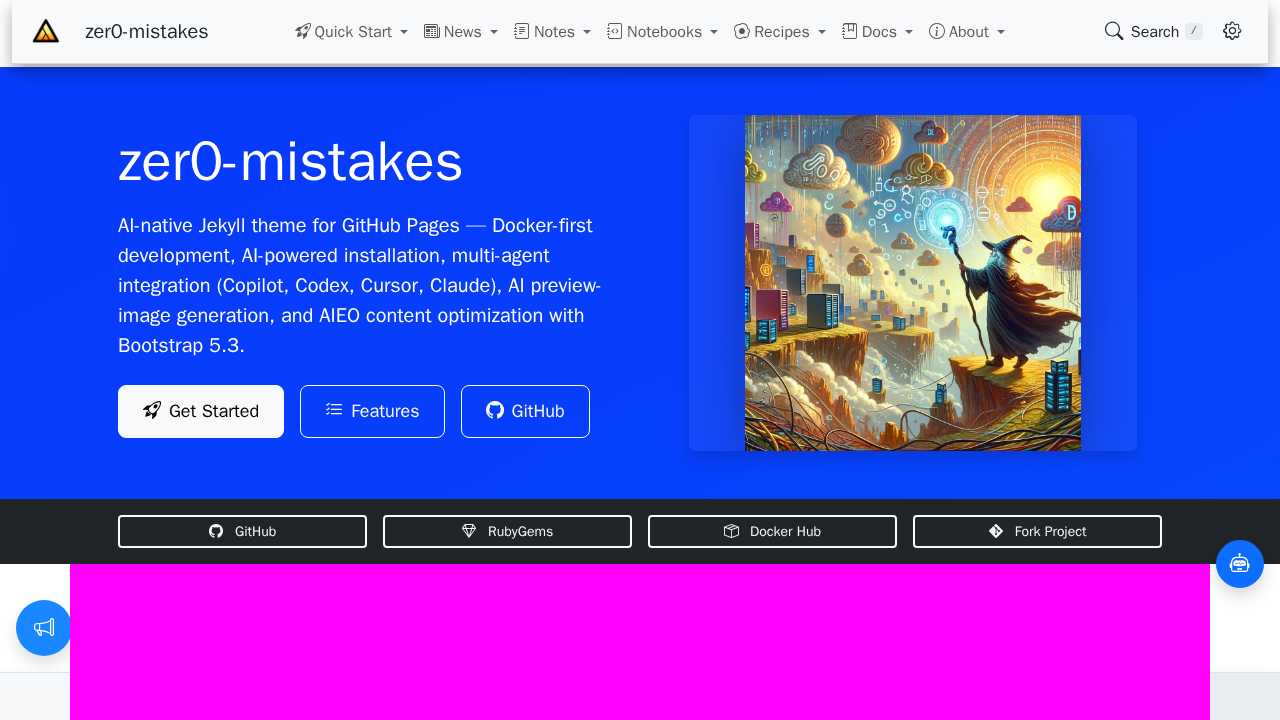 zer0-mistakes
Quick Start
News
Notes
Notebooks
Recipes
Docs
About
Search /
zer0-mistakes
AI-native Jekyll theme for GitHub Pages — Docker-first
development, AI-powered installation, multi-agent
integration (Copilot, Codex, Cursor, Claude), AI preview-
image generation, and AIEO content optimization with
Bootstrap 5.3.
Get Started
Features
GitHub
GitHub
RubyGems
Docker Hub
Fork Project